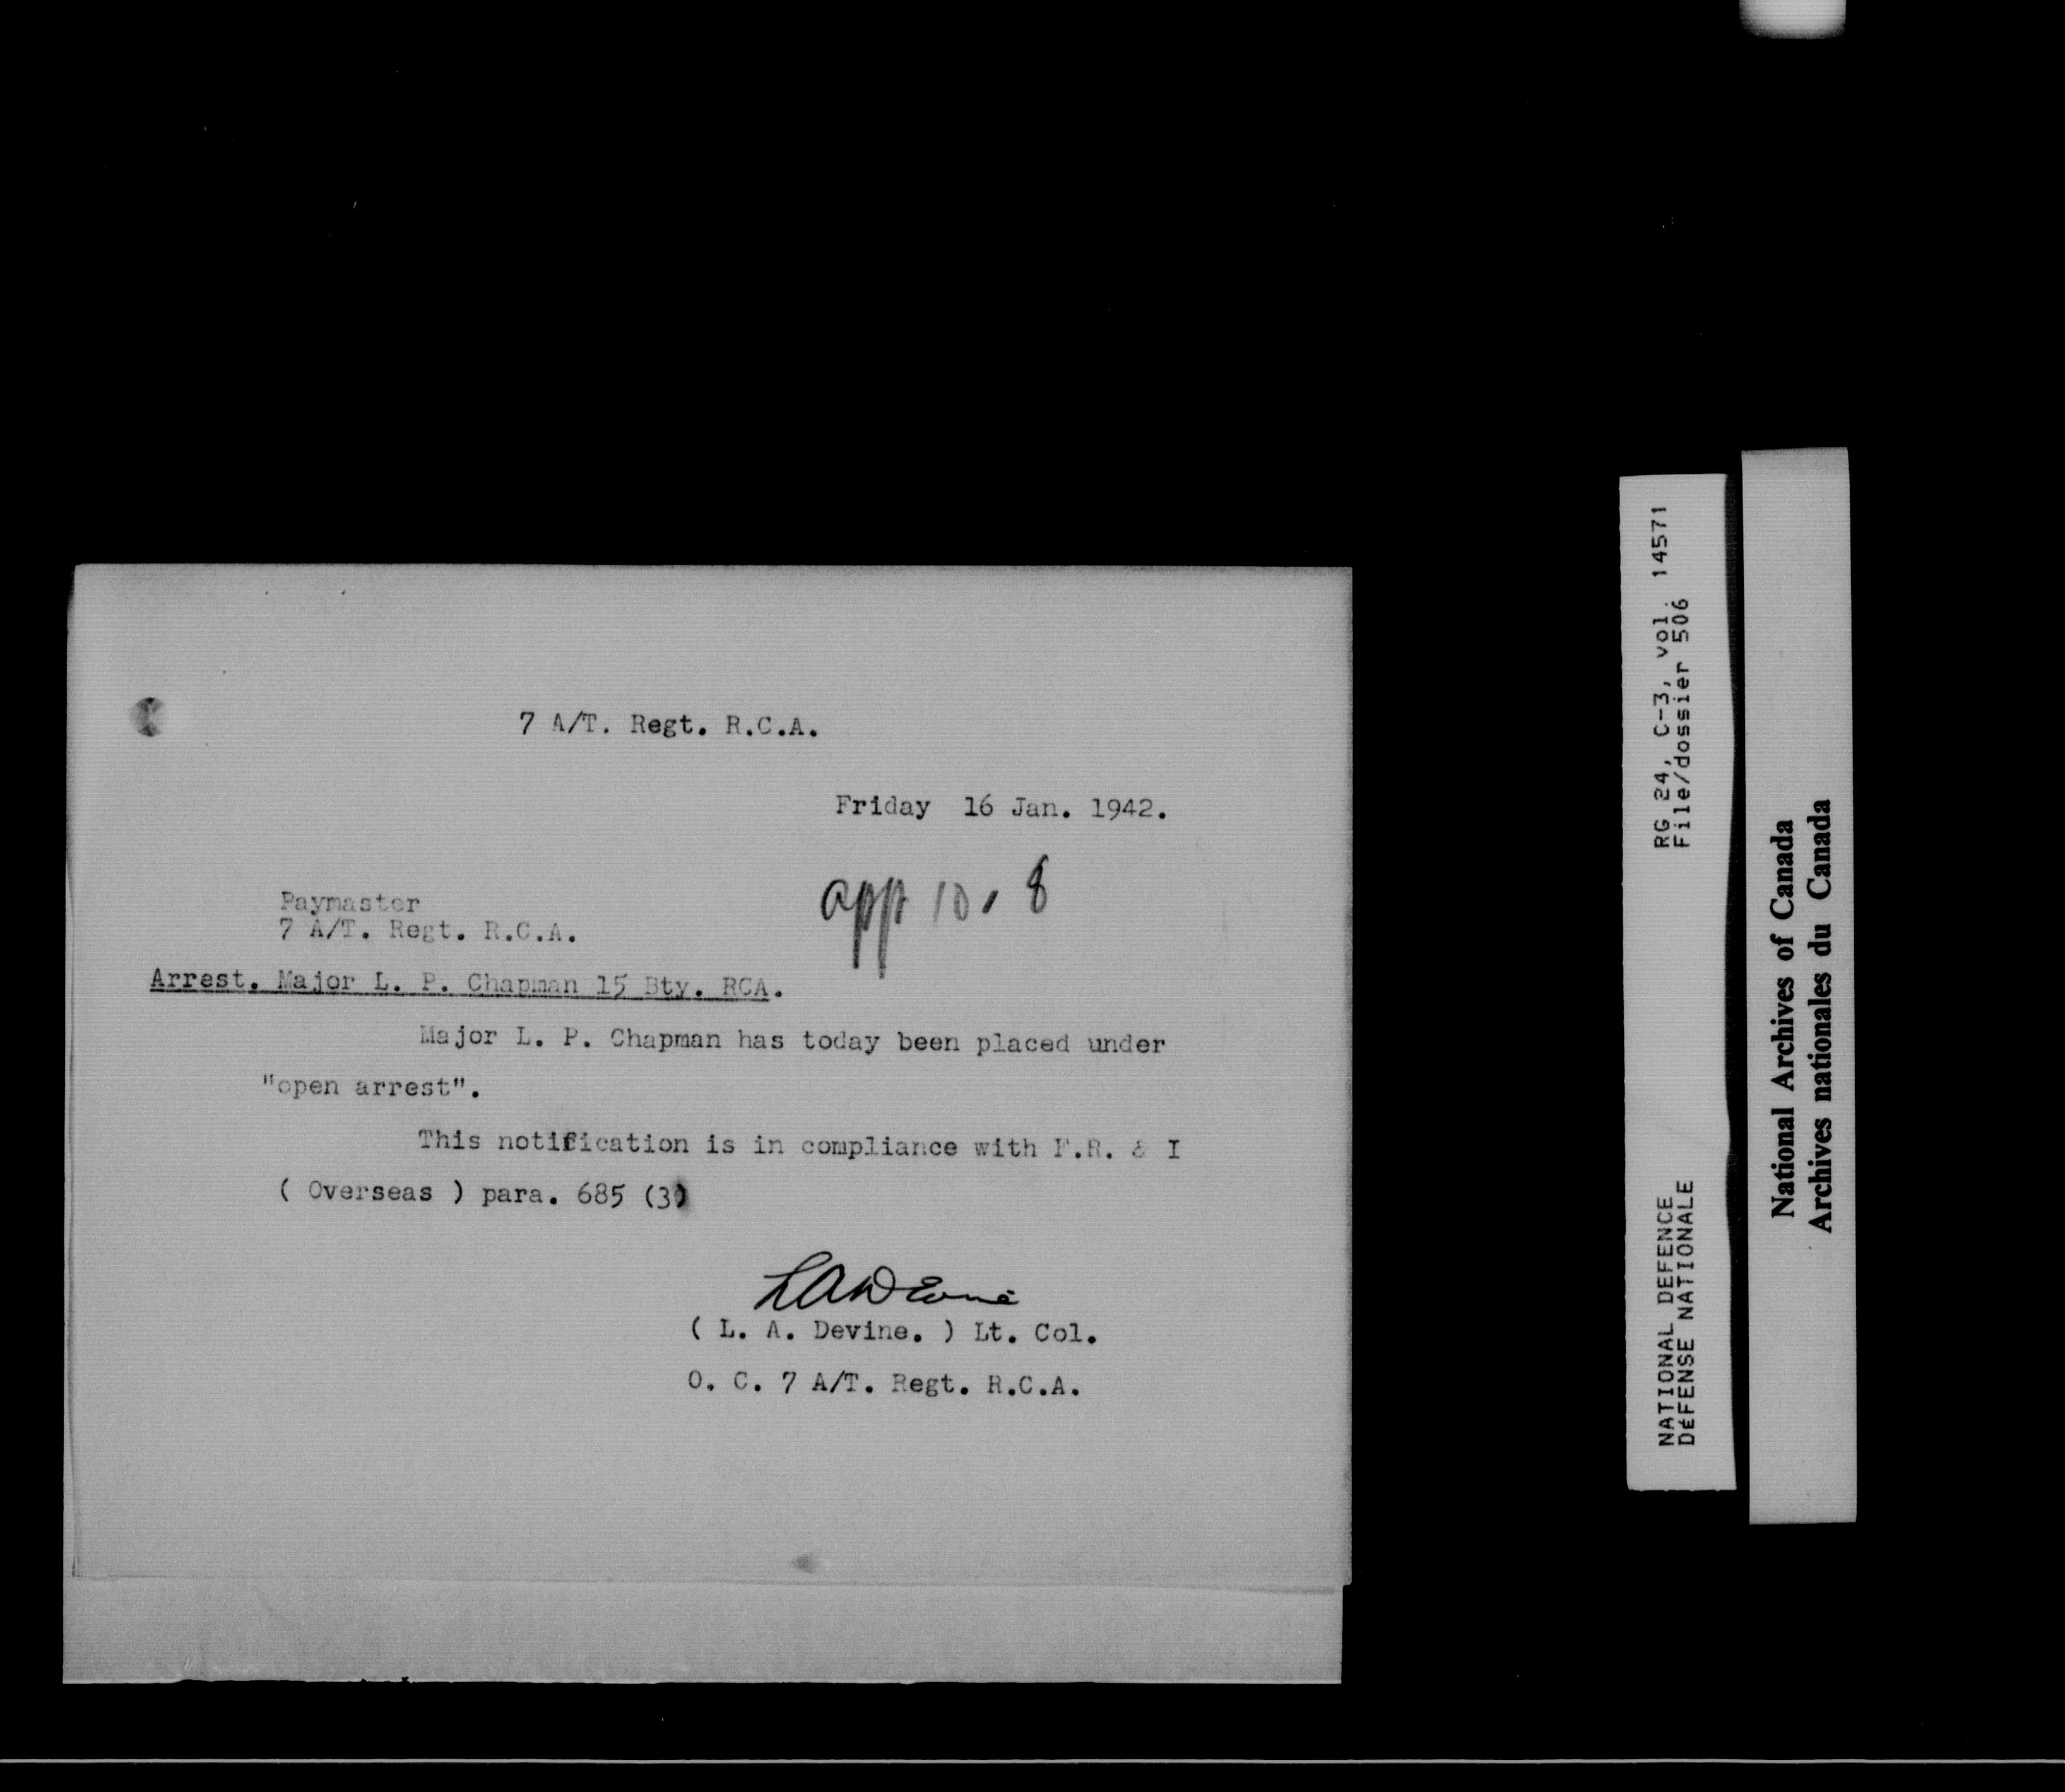 7 A/T. Regt. R.C.A.
Friday 16 Jan. 1942.
app 10. 8
Paymaster
7 A/T. Regt. R.C.A.
Arrest. Major L. P. Chapman 15 Bty. RCA.
Major L. P. Chapman has today been placed under
"open arrest".
This notification is in compliance with F.R. & I
( Overseas ) para. 685 (3)
LADevine
( L. A. Devine. ) Lt. Col.
O. C. 7 A/T. Regt. R.C.A.
NATIONAL DEFENCE RG 24, C-3, vol. 14571
DÉFENSE NATIONALE File/dossier 506
National Archives of Canada
Archives nationales du Canada